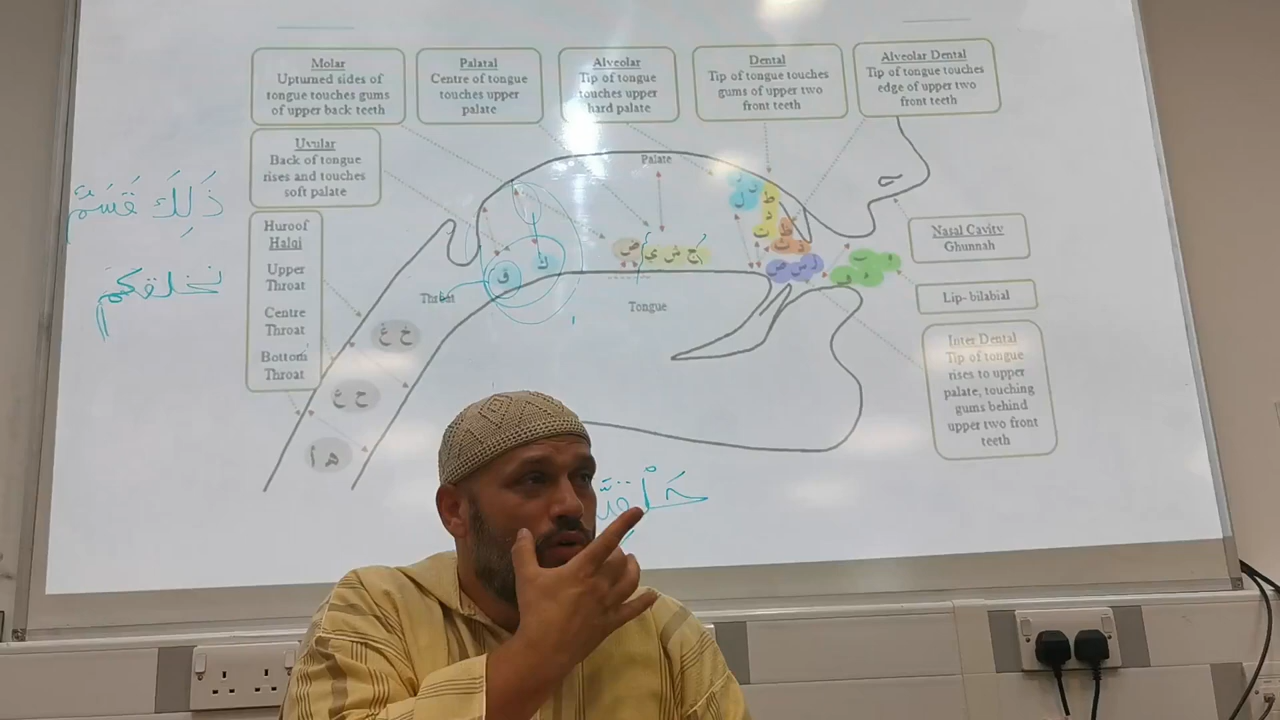 Molar
Upturned sides of
tongue touches gums
of upper back teeth
Palatal
Centre of tongue
touches upper
palate
Alveolar
Tip of tongue
touches upper
hard palate
Dental
Tip of tongue touches
gums of upper two
front teeth
Alveolar Dental
Tip of tongue touches
edge of upper two
front teeth
Uvular
Back of tongue
rises and touches
soft palate
Palate
ذَلِكَ قَسَمٌ
نخلقكم
Huroof
Halqi
Upper
Throat
Centre
Throat
Bottom
Throat
Nasal Cavity
Ghunnah
Lip- bilabial
Inter Dental
Tip of tongue
rises to upper
palate, touching
gums behind
upper two front
teeth
ل
ط
د
ت
ض
ج ش ي
ك
ق
Throat
Tongue
خ غ
ح ع
ه أ